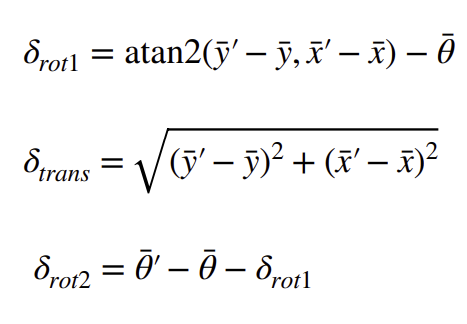 δ_rot1 = atan2(ȳ′ − ȳ, x̄′ − x̄) − θ̄
δ_trans = √((ȳ′ − ȳ)² + (x̄′ − x̄)²)
δ_rot2 = θ̄′ − θ̄ − δ_rot1